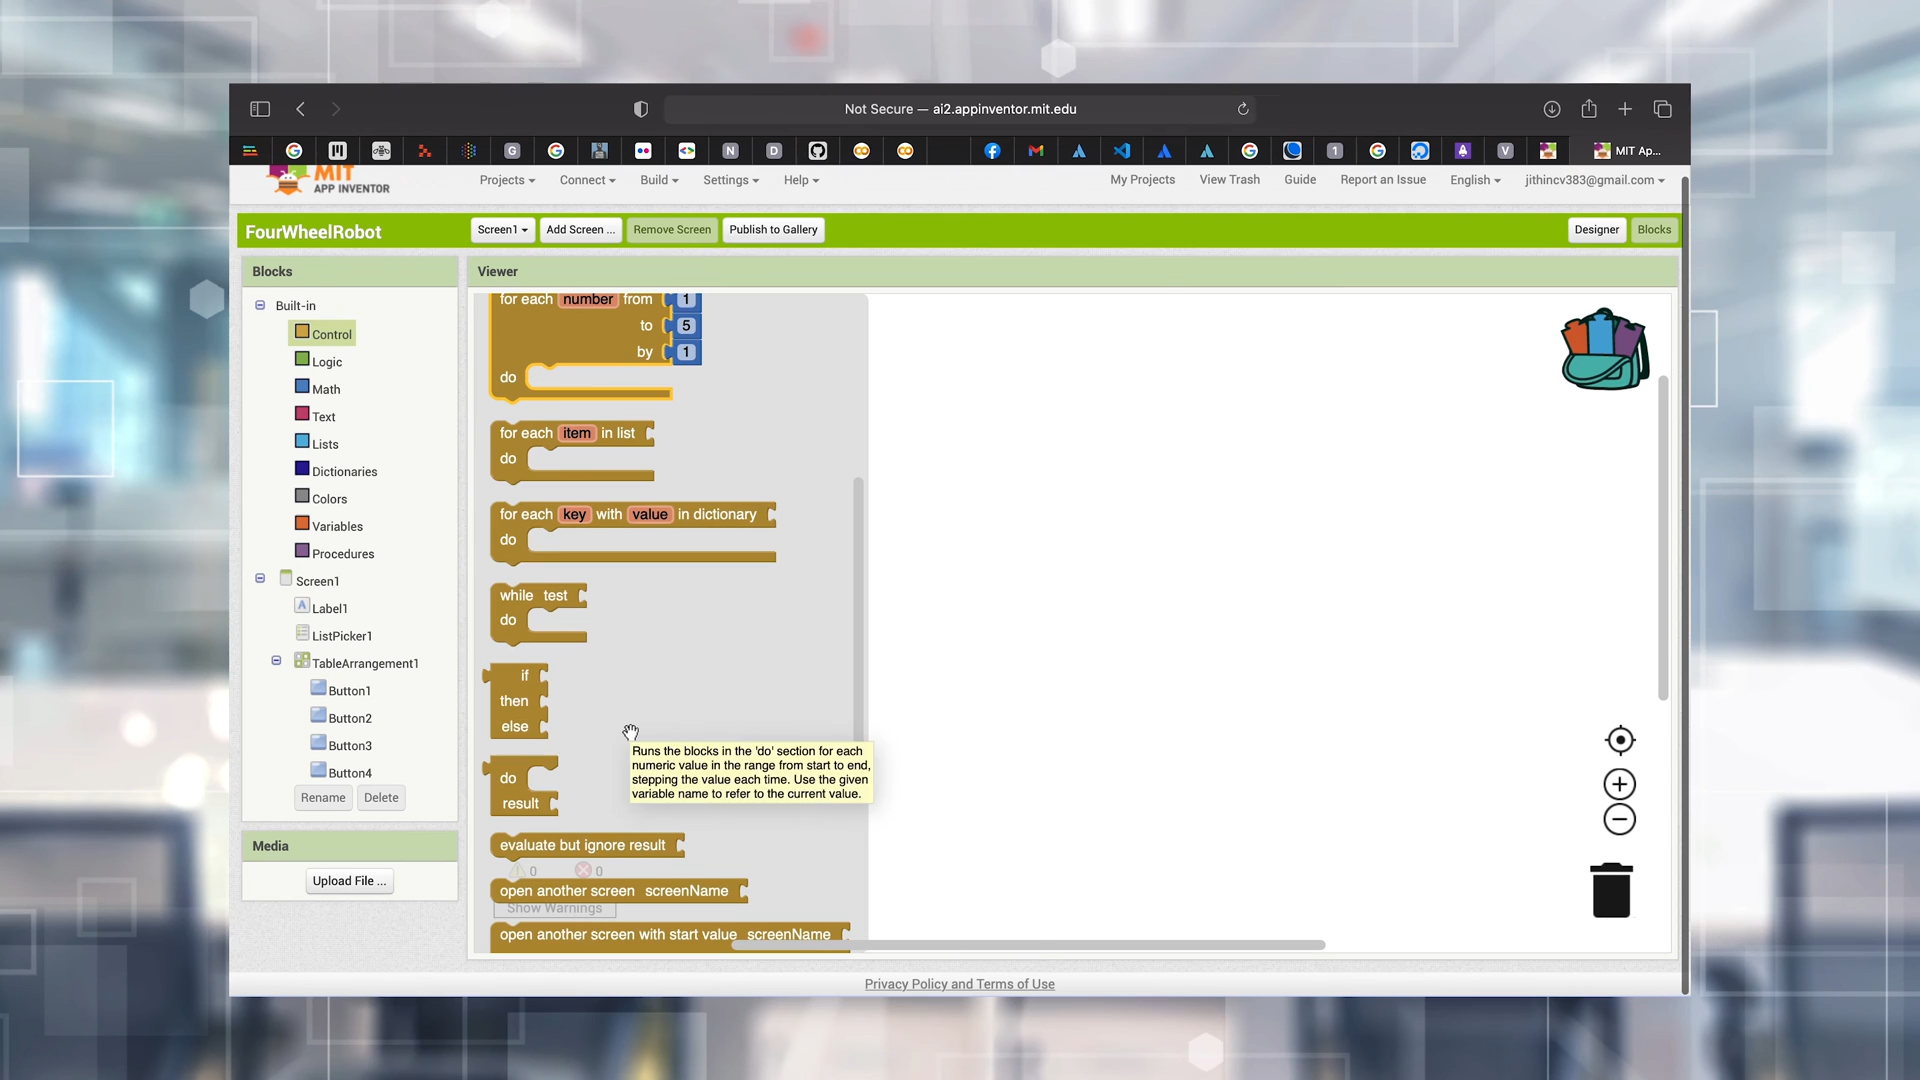 Not Secure — ai2.appinventor.mit.edu
MIT Ap...
MIT
APP INVENTOR
Projects
Connect
Build
Settings
Help
My Projects
View Trash
Guide
Report an Issue
English
jithincv383@gmail.com
FourWheelRobot
Screen1
Add Screen ...
Remove Screen
Publish to Gallery
Designer
Blocks
Blocks
Viewer
Built-in
Control
Logic
Math
Text
Lists
Dictionaries
Colors
Variables
Procedures
Screen1
Label1
ListPicker1
TableArrangement1
Button1
Button2
Button3
Button4
Rename
Delete
Media
Upload File ...
for each number from 1
to 5
by 1
do
for each item in list
do
for each key with value in dictionary
do
while test
do
if
then
else
do
result
Runs the blocks in the 'do' section for each
numeric value in the range from start to end,
stepping the value each time. Use the given
variable name to refer to the current value.
evaluate but ignore result
0 0
open another screen screenName
Show Warnings
open another screen with start value screenName
Privacy Policy and Terms of Use